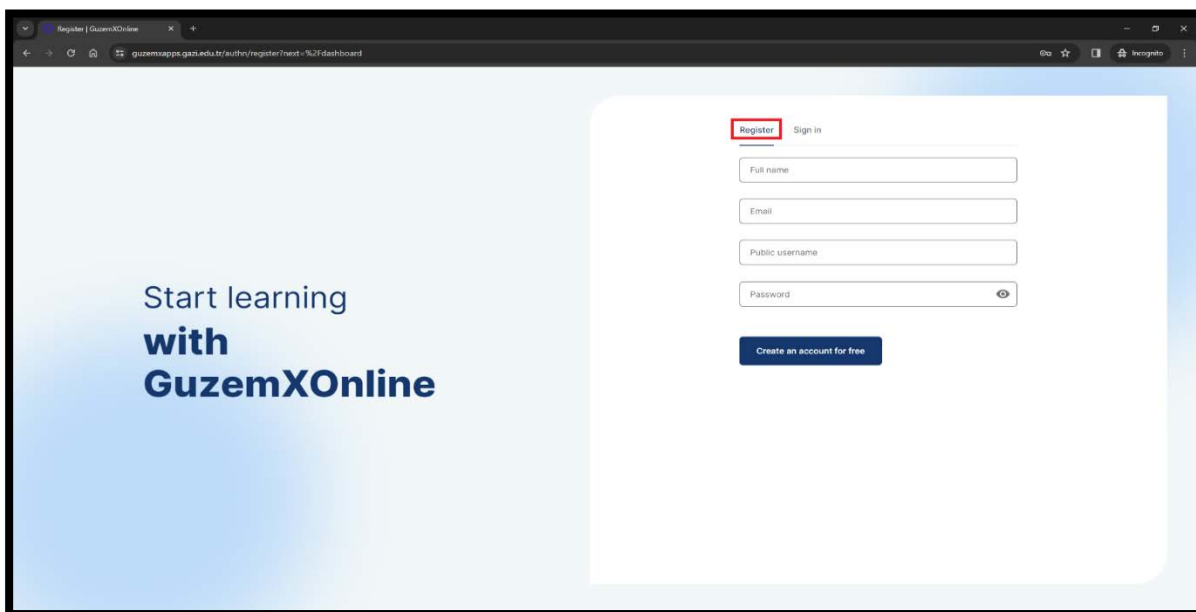 Register | GuzemXOnline
guzemxapps.gazi.edu.tr/authn/register?next=%2Fdashboard
Incognito
Register Sign in
Full name
Email
Public username
Password
Create an account for free
Start learning
with
GuzemXOnline